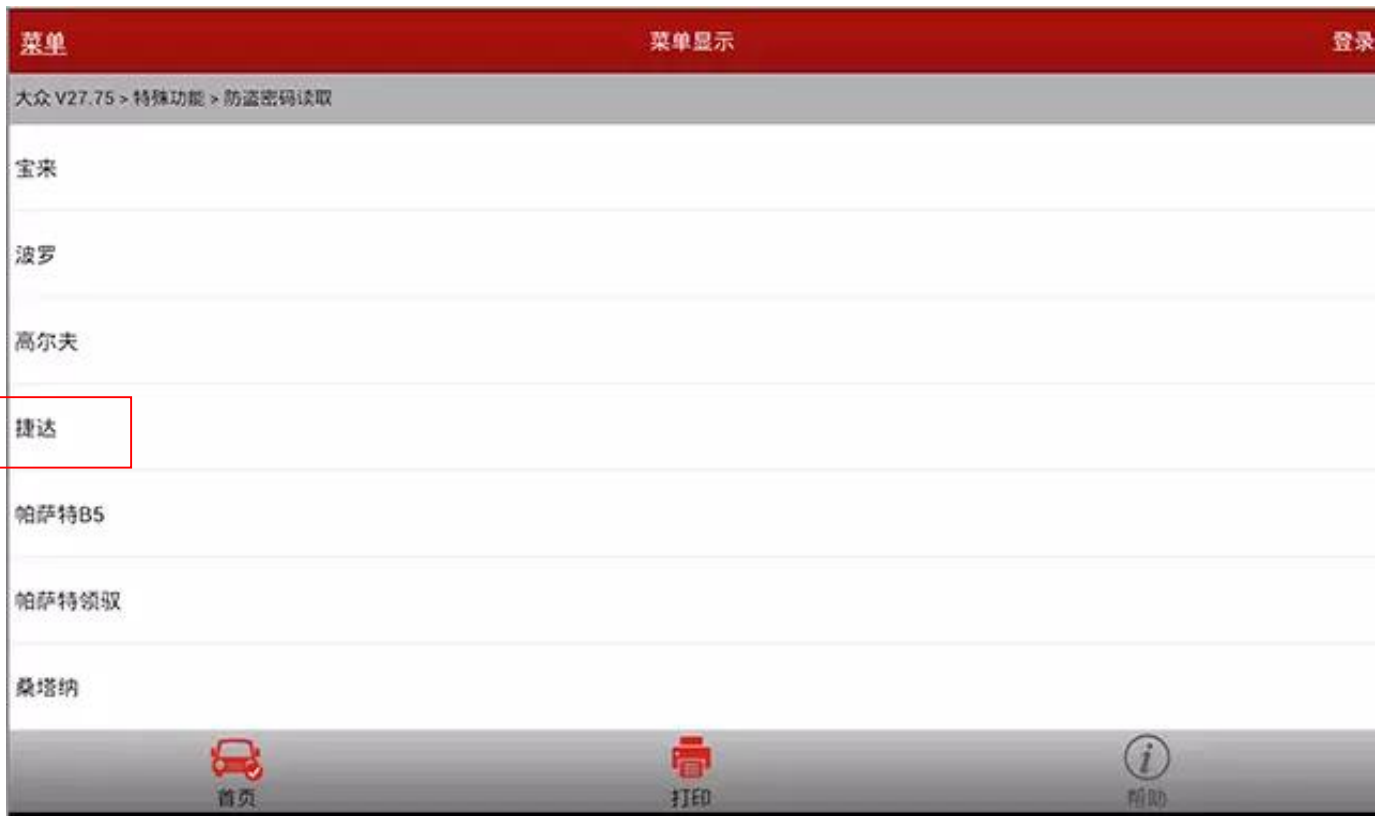 菜单 菜单显示 登录
大众 V27.75 > 特殊功能 > 防盗密码读取
宝来
波罗
高尔夫
捷达
帕萨特B5
帕萨特领驭
桑塔纳
首页 打印 帮助